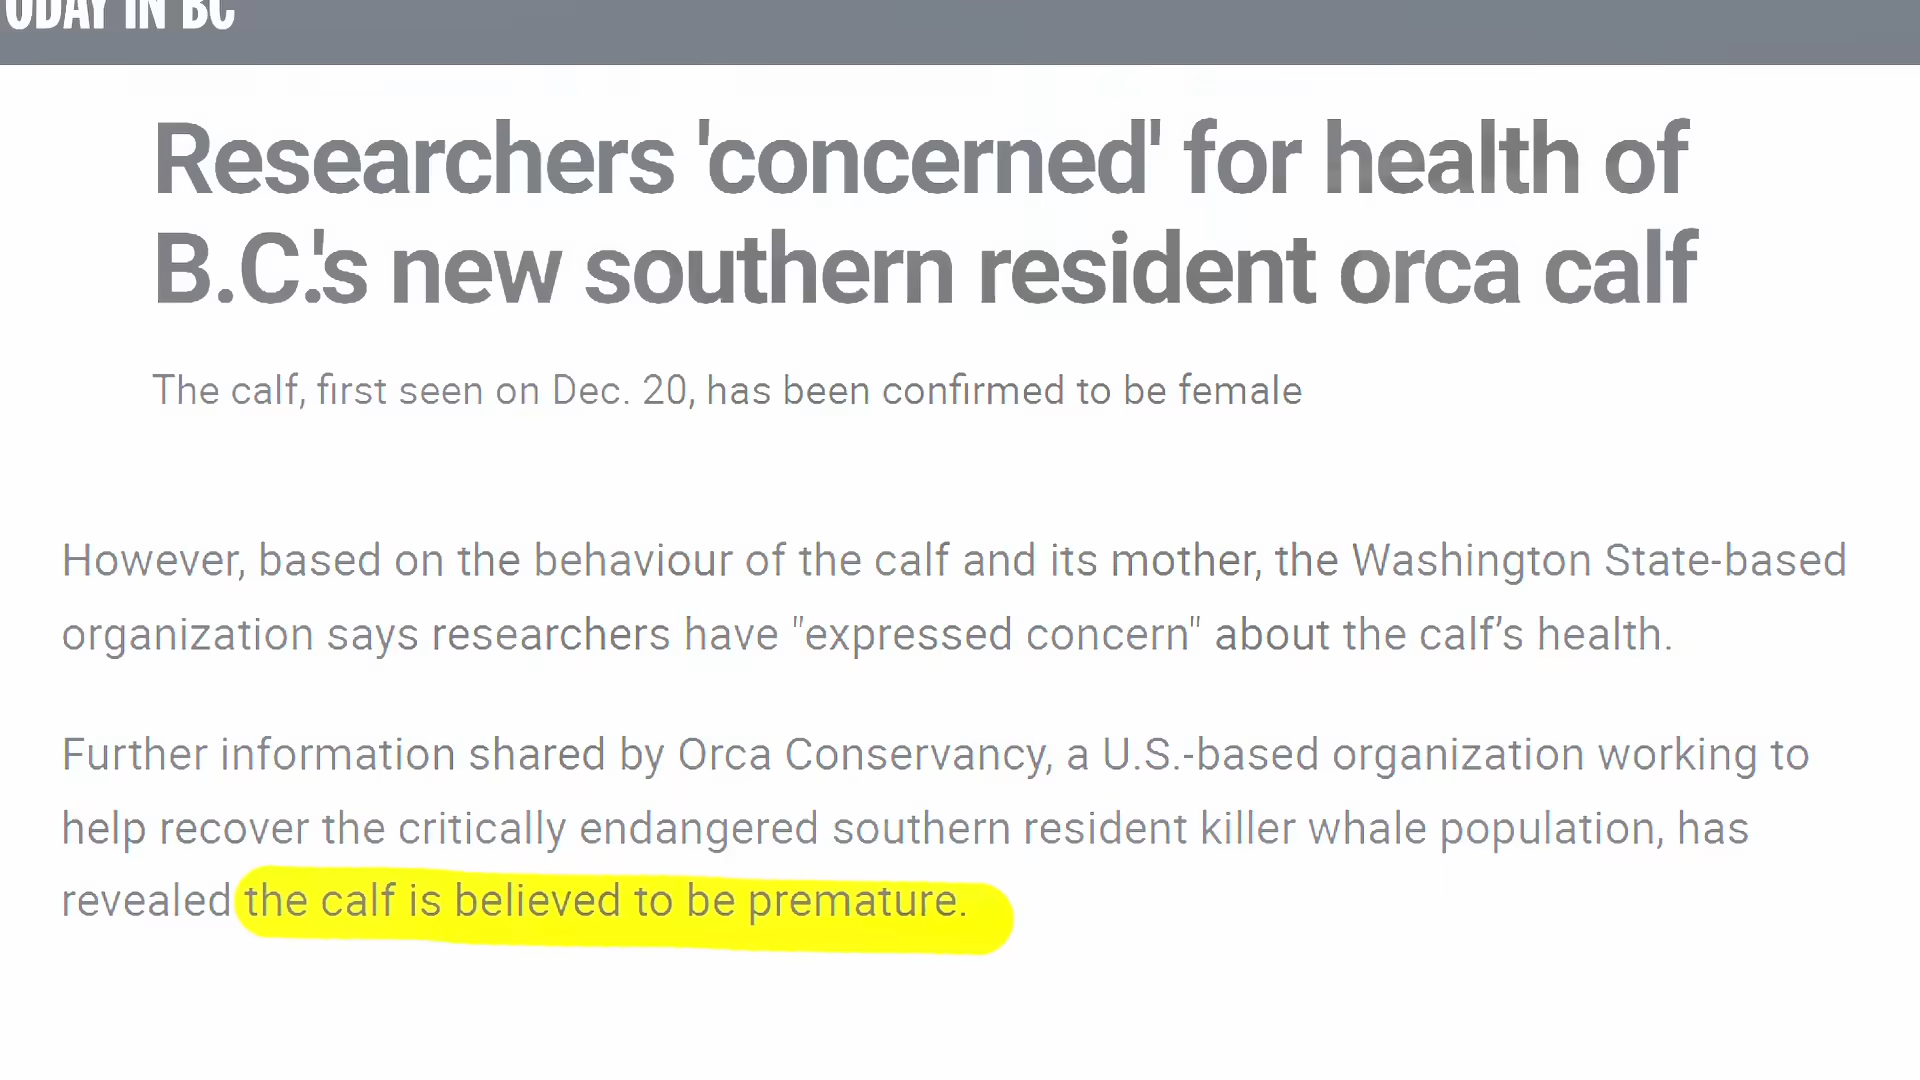 ODAY IN BC
Researchers 'concerned' for health of
B.C.'s new southern resident orca calf
The calf, first seen on Dec. 20, has been confirmed to be female
However, based on the behaviour of the calf and its mother, the Washington State-based
organization says researchers have "expressed concern" about the calf’s health.
Further information shared by Orca Conservancy, a U.S.-based organization working to
help recover the critically endangered southern resident killer whale population, has
revealed the calf is believed to be premature.